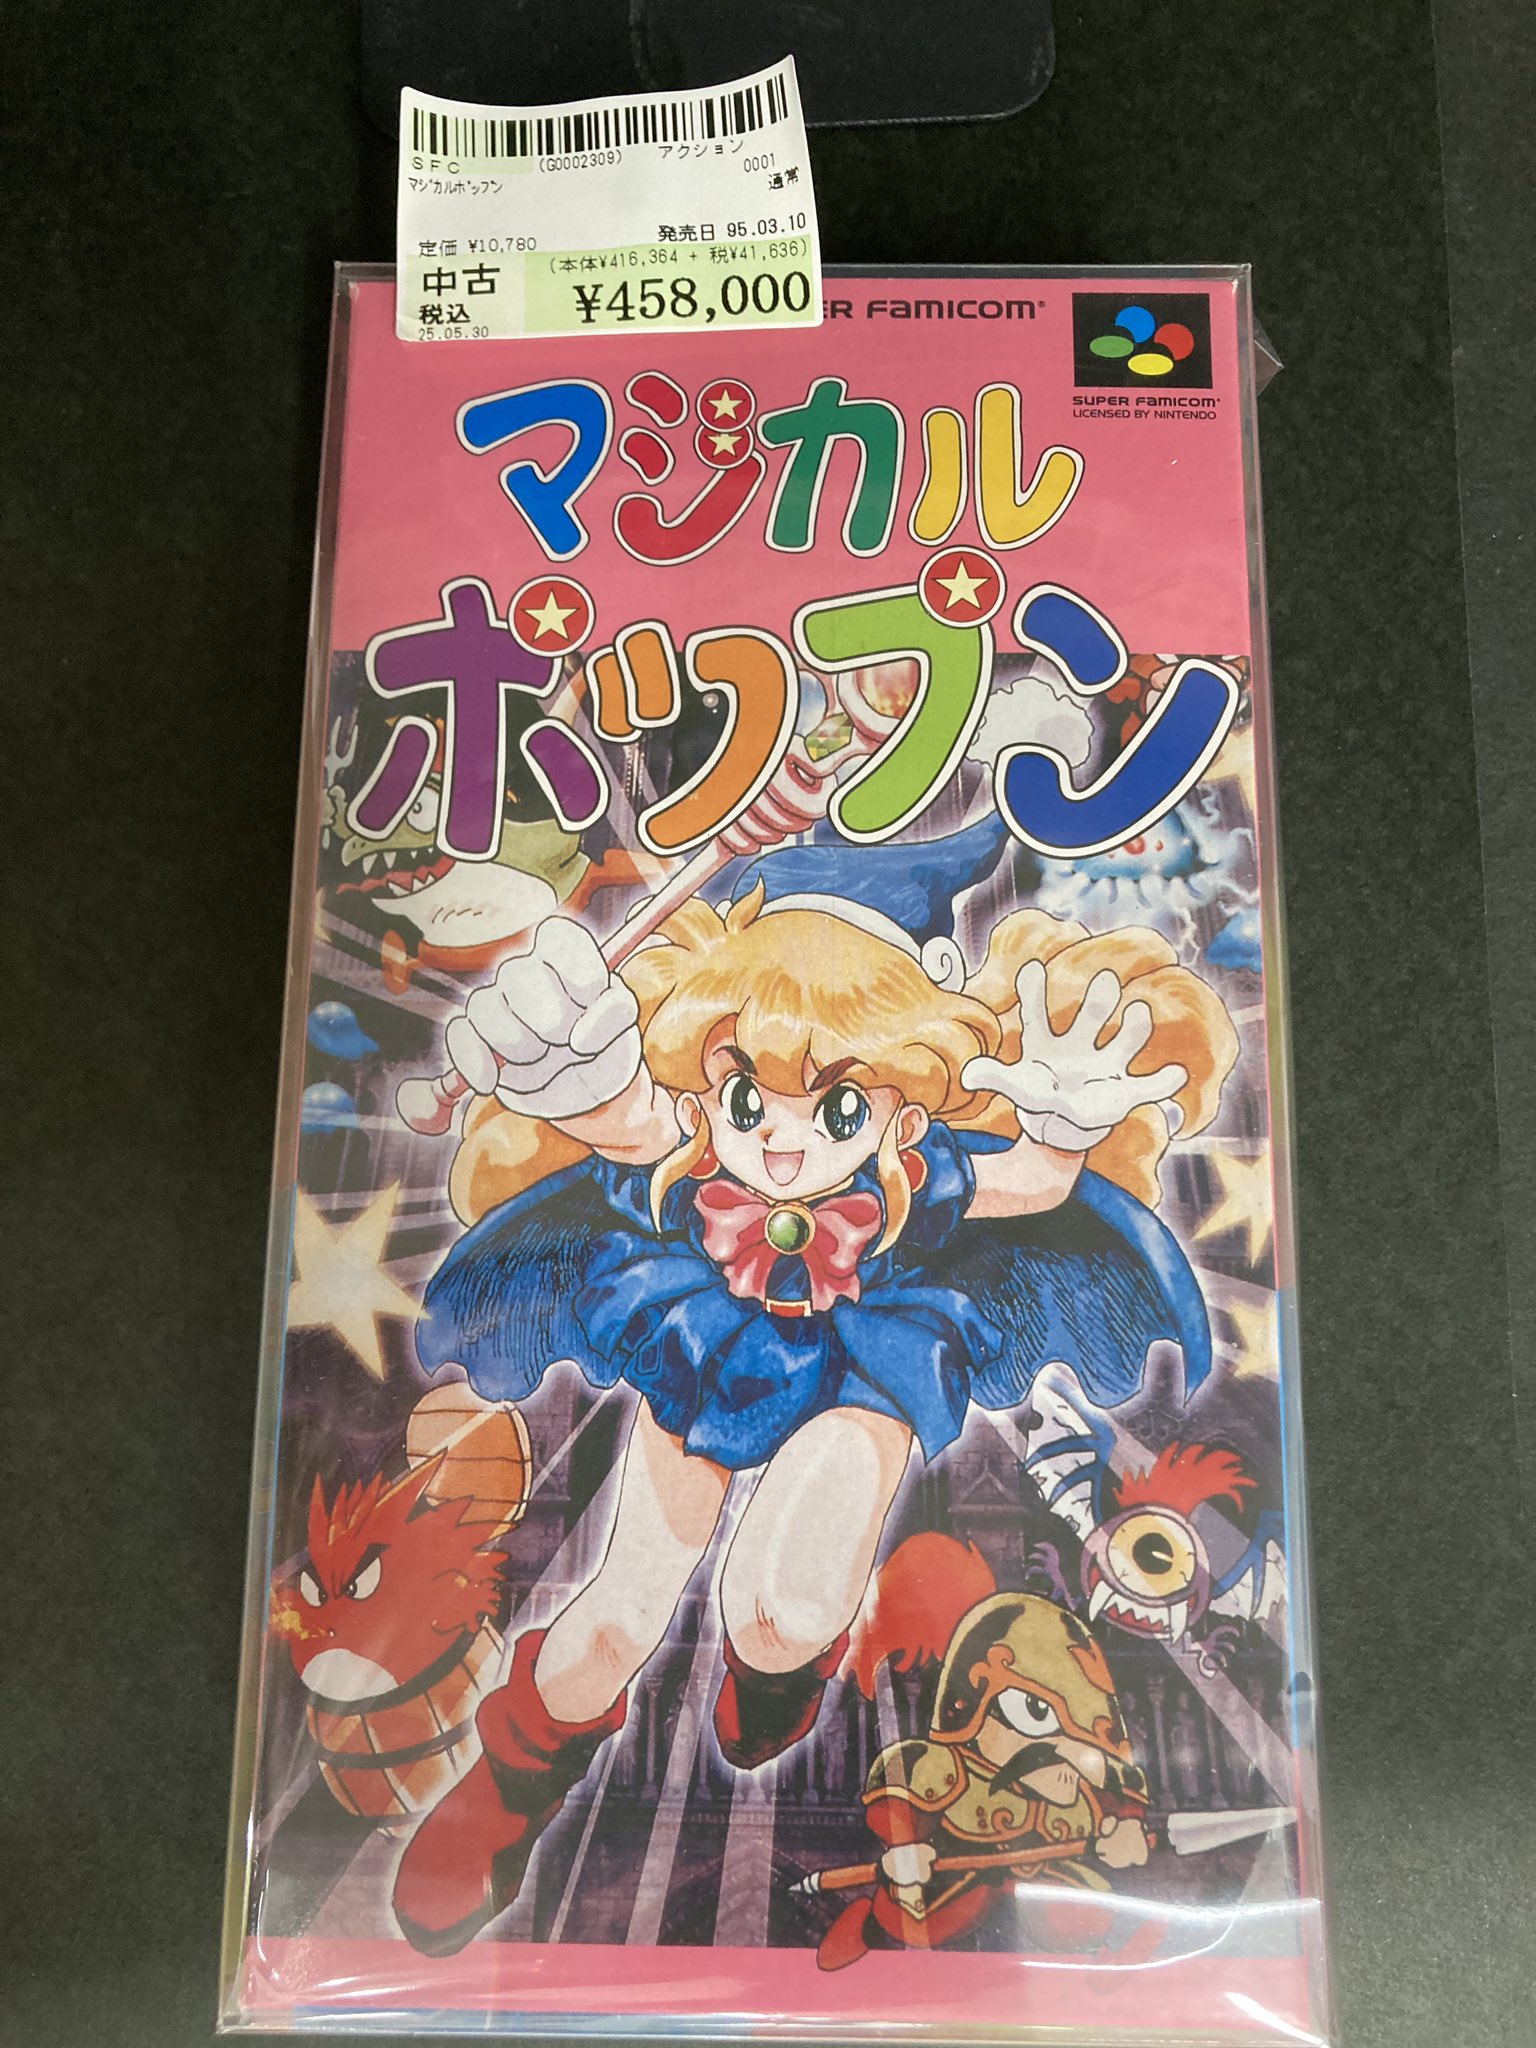 SFC (G0002309) アクション
0001
マジカルポップン 通常
定価 ¥10,780 発売日 95.03.10
中古 (本体¥416,364 + 税¥41,636)
税込 ¥458,000
25.05.30
ER FAMICOM®
SUPER FAMICOM®
LICENSED BY NINTENDO
マジカル
ポップン